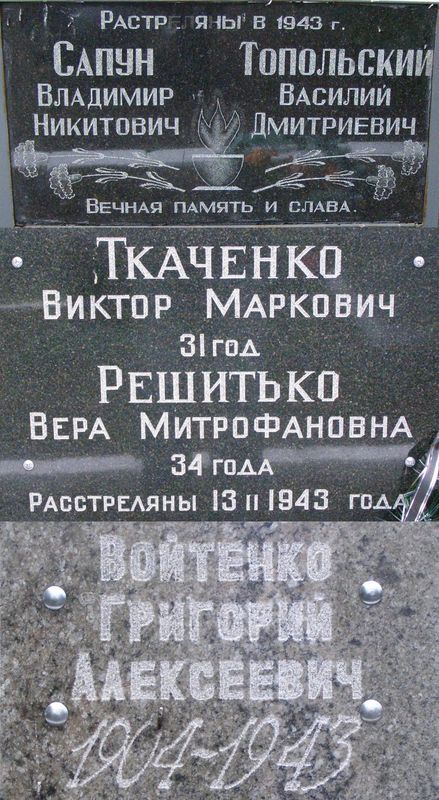 Растреляны в 1943 г.
Сапун Топольский
Владимир Василий
Никитович Дмитриевич
Вечная память и слава.
Ткаченко
Виктор Маркович
31 год
Решитько
Вера Митрофановна
34 года
Расстреляны 13 II 1943 года
Войтенко
Григорий
Алексеевич
1904-1943